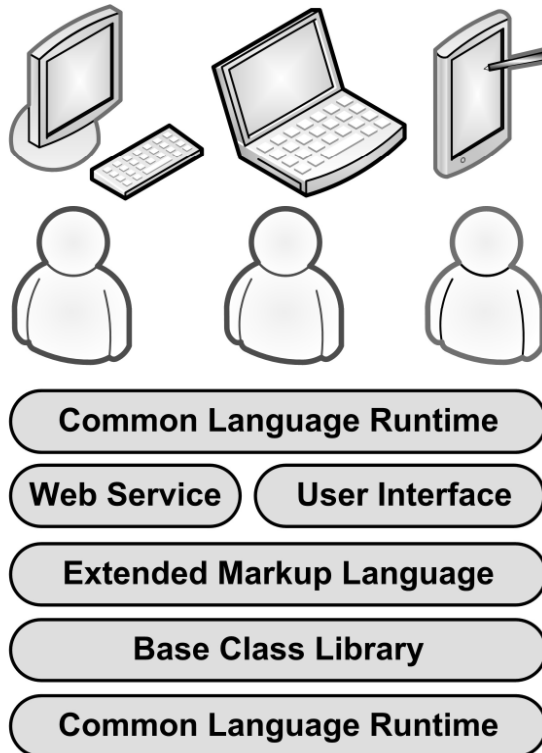 Common Language Runtime
Web Service
User Interface
Extended Markup Language
Base Class Library
Common Language Runtime